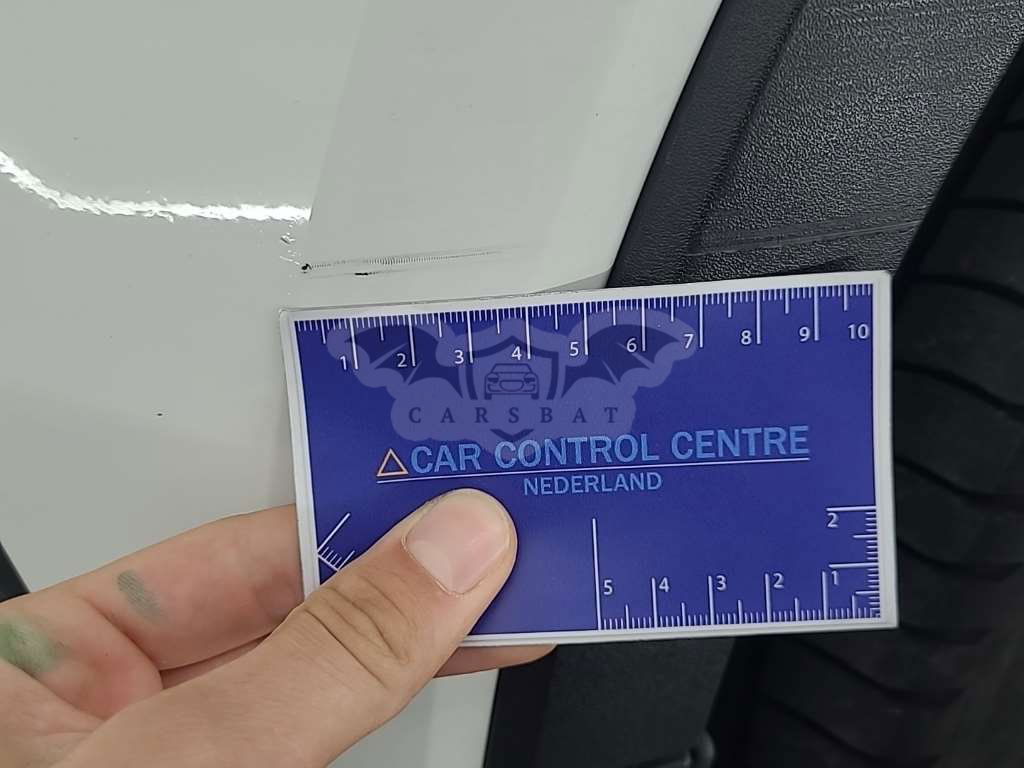 1 2 3 4 5 6 7 8 9 10
CARSBAT
CAR CONTROL CENTRE
NEDERLAND
2
5 4 3 2 1